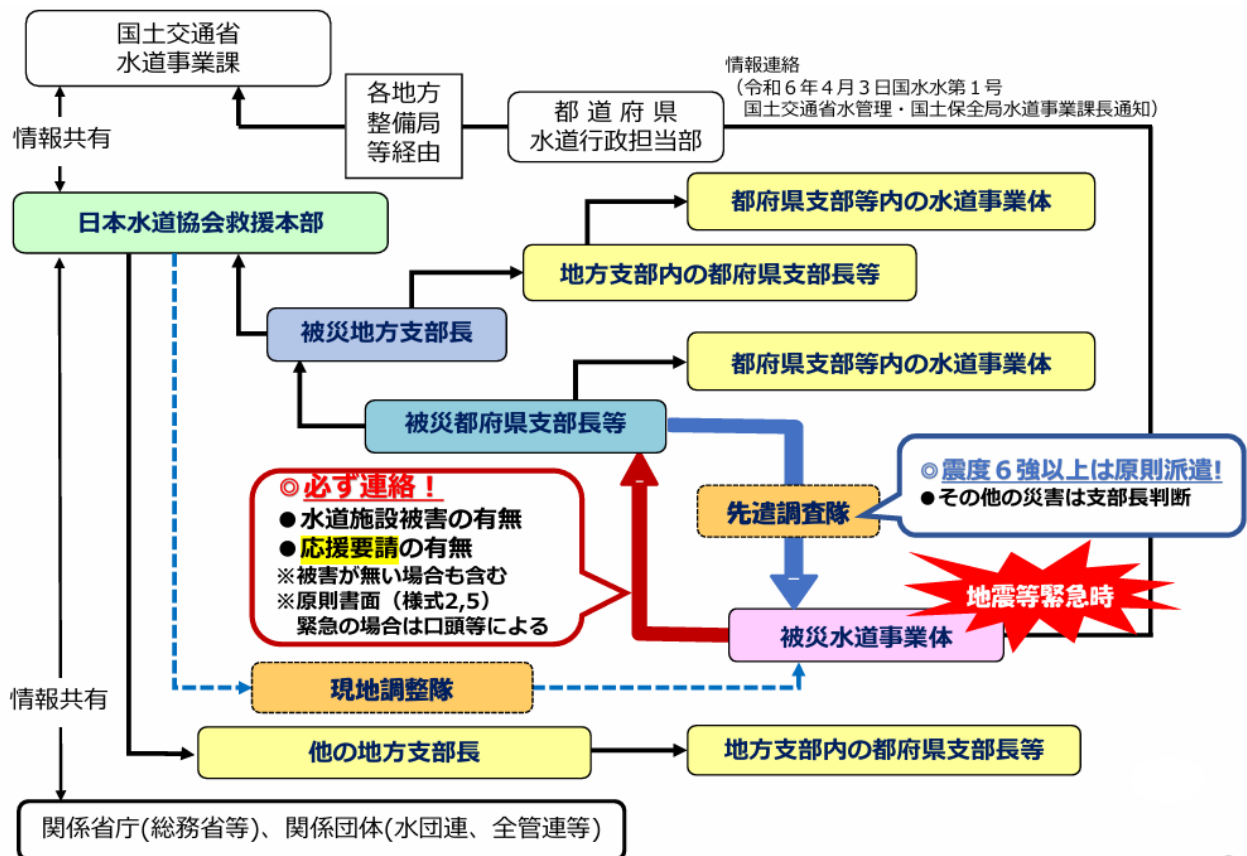 国土交通省
水道事業課
情報連絡
（令和６年４月３日国水水第１号
国土交通省水管理・国土保全局水道事業課長通知）
各地方
整備局
等経由
都道府県
水道行政担当部
情報共有
日本水道協会救援本部
都府県支部等内の水道事業体
地方支部内の都府県支部長等
被災地方支部長
都府県支部等内の水道事業体
被災都府県支部長等
◎震度６強以上は原則派遣!
●その他の災害は支部長判断
先遣調査隊
◎必ず連絡！
●水道施設被害の有無
●応援要請の有無
※被害が無い場合も含む
※原則書面（様式2,5）
緊急の場合は口頭等による
地震等緊急時
被災水道事業体
現地調整隊
情報共有
他の地方支部長
地方支部内の都府県支部長等
関係省庁(総務省等)、関係団体(水団連、全管連等)